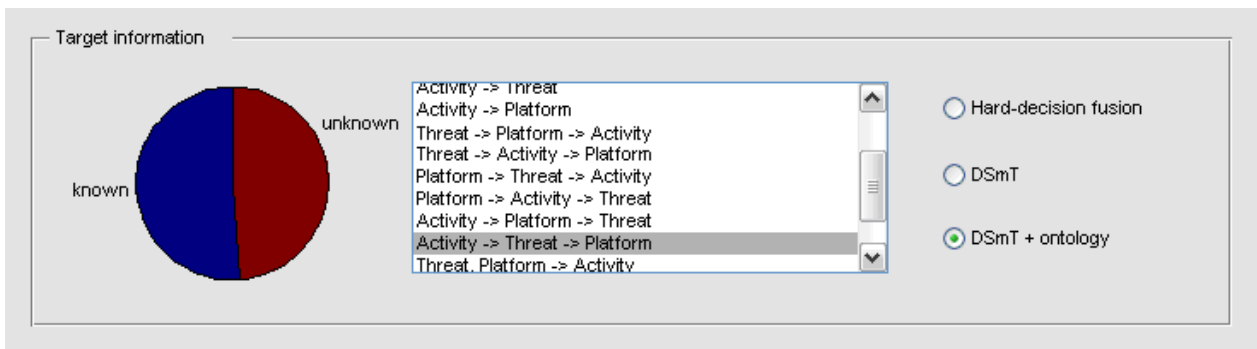 Target information
unknown
known
Activity -> Threat
Activity -> Platform
Threat -> Platform -> Activity
Threat -> Activity -> Platform
Platform -> Threat -> Activity
Platform -> Activity -> Threat
Activity -> Platform -> Threat
Activity -> Threat -> Platform
Threat, Platform -> Activity
Hard-decision fusion
DSmT
DSmT + ontology